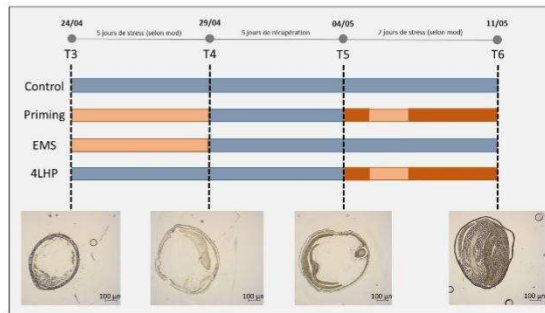 24/04 29/04 04/05 11/05
5 jours de stress (selon mod) 5 jours de récupération 7 jours de stress (selon mod)
T3 T4 T5 T6
Control
Priming
EMS
4LHP
100 µm 100 µm 100 µm 100 µm